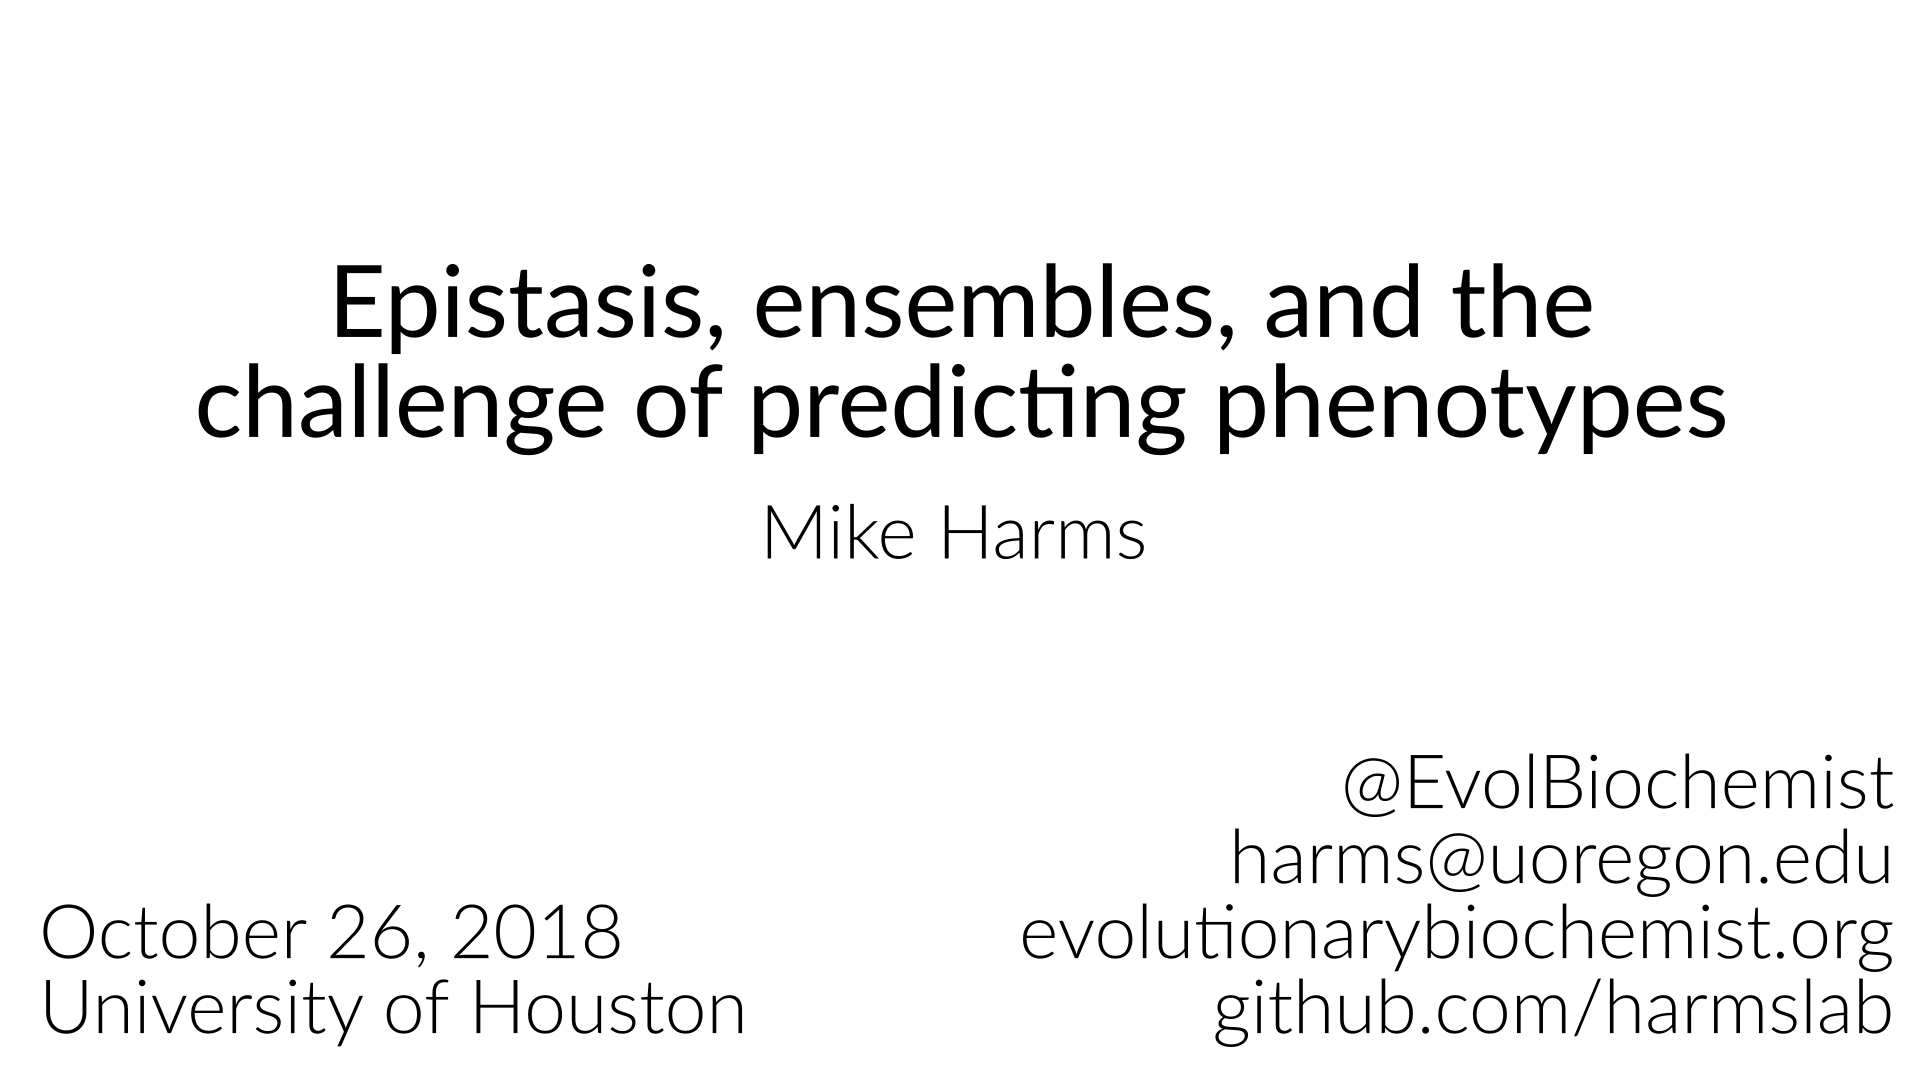 Epistasis, ensembles, and the
challenge of predicting phenotypes
Mike Harms
October 26, 2018
University of Houston
@EvolBiochemist
harms@uoregon.edu
evolutionarybiochemist.org
github.com/harmslab